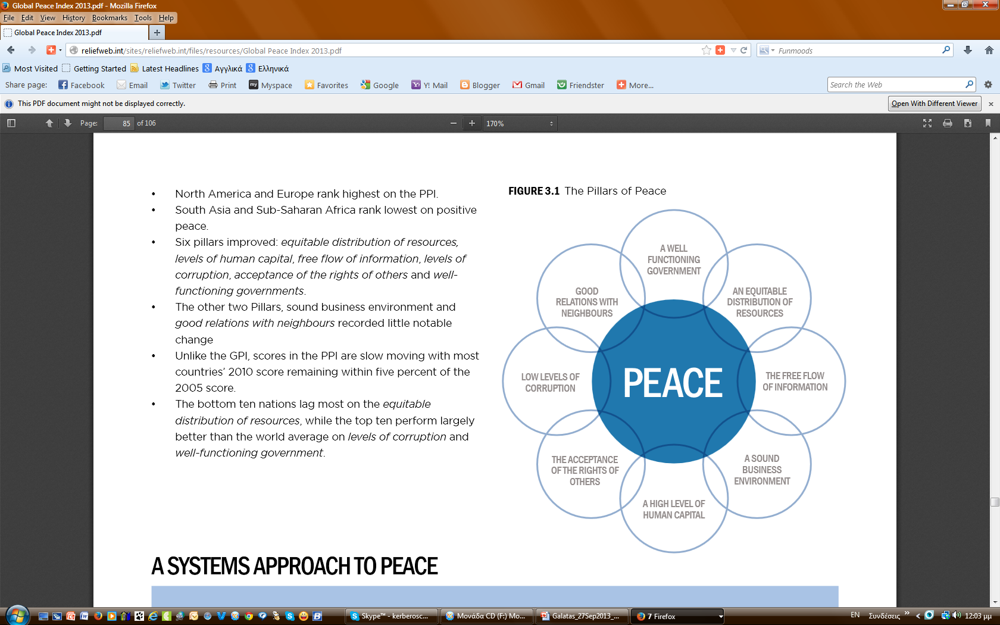 Global Peace Index 2013.pdf - Mozilla Firefox
File Edit View History Bookmarks Tools Help
Global Peace Index 2013.pdf
reliefweb.int/sites/reliefweb.int/files/resources/Global Peace Index 2013.pdf
Funmoods
Most Visited Getting Started Latest Headlines Αγγλικά Ελληνικά
Share page: Facebook Email Twitter Print Myspace Favorites Google Y! Mail Blogger Gmail Friendster More...
Search the Web
This PDF document might not be displayed correctly.
Open With Different Viewer
Page: 85 of 106
170%
• North America and Europe rank highest on the PPI.
• South Asia and Sub-Saharan Africa rank lowest on positive
peace.
• Six pillars improved: equitable distribution of resources,
levels of human capital, free flow of information, levels of
corruption, acceptance of the rights of others and well-
functioning governments.
• The other two Pillars, sound business environment and
good relations with neighbours recorded little notable
change
• Unlike the GPI, scores in the PPI are slow moving with most
countries' 2010 score remaining within five percent of the
2005 score.
• The bottom ten nations lag most on the equitable
distribution of resources, while the top ten perform largely
better than the world average on levels of corruption and
well-functioning government.
FIGURE 3.1 The Pillars of Peace
A WELL
FUNCTIONING
GOVERNMENT
GOOD
RELATIONS WITH
NEIGHBOURS
AN EQUITABLE
DISTRIBUTION OF
RESOURCES
LOW LEVELS OF
CORRUPTION
PEACE
THE FREE FLOW
OF INFORMATION
THE ACCEPTANCE
OF THE RIGHTS OF
OTHERS
A SOUND
BUSINESS
ENVIRONMENT
A HIGH LEVEL OF
HUMAN CAPITAL
A SYSTEMS APPROACH TO PEACE
Skype™ - kerberosc...
Μονάδα CD (F:) Mo...
Galatas_27Sep2013_...
7 Firefox
EN Συνδέσεις » 12:03 μμ